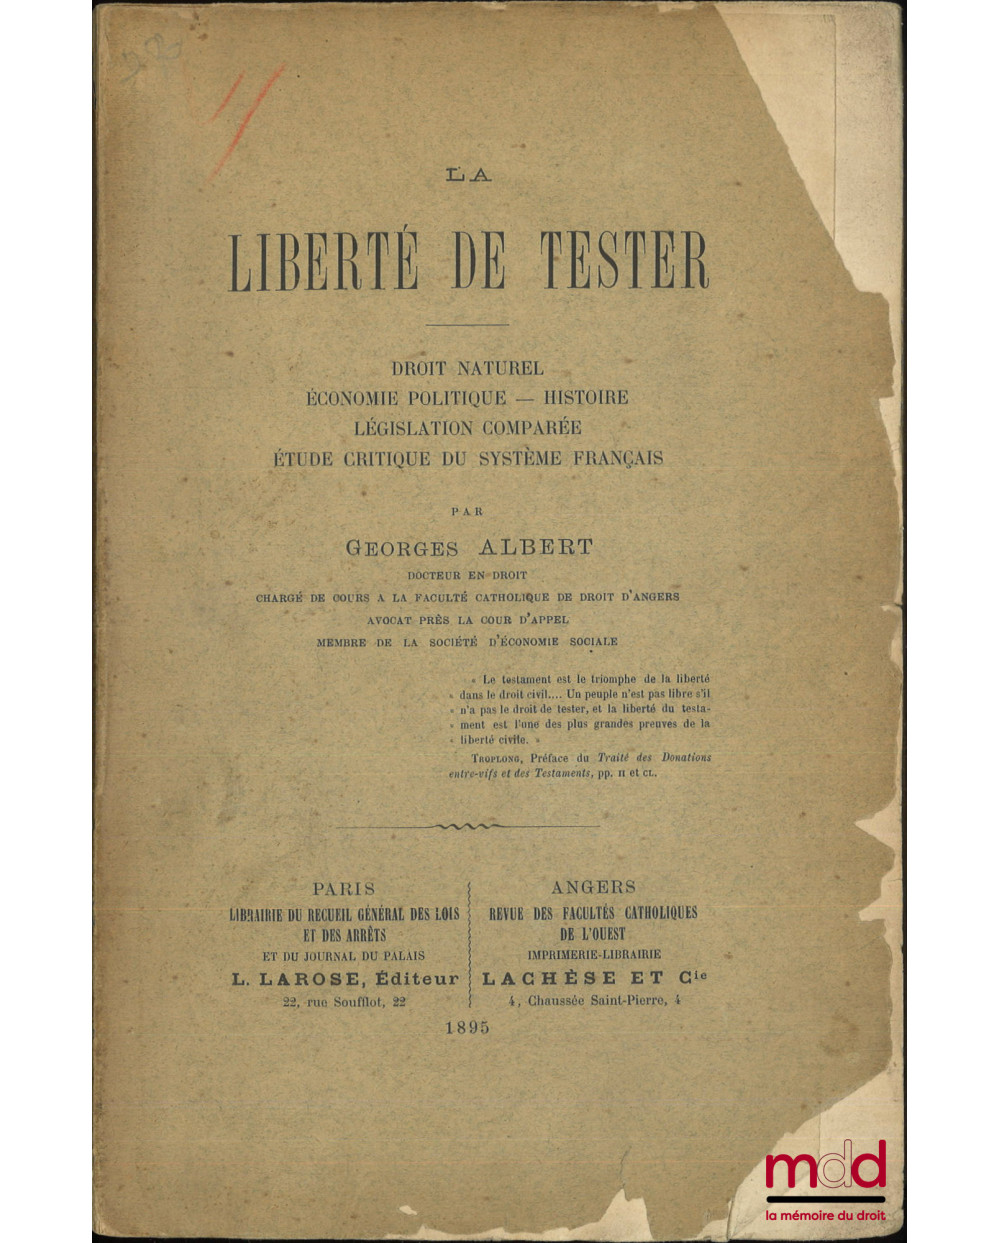 LA
LIBERTÉ DE TESTER
DROIT NATUREL
ÉCONOMIE POLITIQUE — HISTOIRE
LÉGISLATION COMPARÉE
ÉTUDE CRITIQUE DU SYSTÈME FRANÇAIS
PAR
GEORGES ALBERT
DOCTEUR EN DROIT
CHARGÉ DE COURS A LA FACULTÉ CATHOLIQUE DE DROIT D'ANGERS
AVOCAT PRÈS LA COUR D'APPEL
MEMBRE DE LA SOCIÉTÉ D'ÉCONOMIE SOCIALE
« Le testament est le triomphe de la liberté
« dans le droit civil.... Un peuple n'est pas libre s'il
« n'a pas le droit de tester, et la liberté du testa-
« ment est l'une des plus grandes preuves de la
« liberté civile. »
TROPLONG, Préface du Traité des Donations
entre-vifs et des Testaments, pp. II et CL.
PARIS
LIBRAIRIE DU RECUEIL GÉNÉRAL DES LOIS
ET DES ARRÊTS
ET DU JOURNAL DU PALAIS
L. LAROSE, Éditeur
22, rue Soufflot, 22
ANGERS
REVUE DES FACULTÉS CATHOLIQUES
DE L'OUEST
IMPRIMERIE-LIBRAIRIE
LACHÈSE ET Cie
4, Chaussée Saint-Pierre, 4
1895
mdd
la mémoire du droit